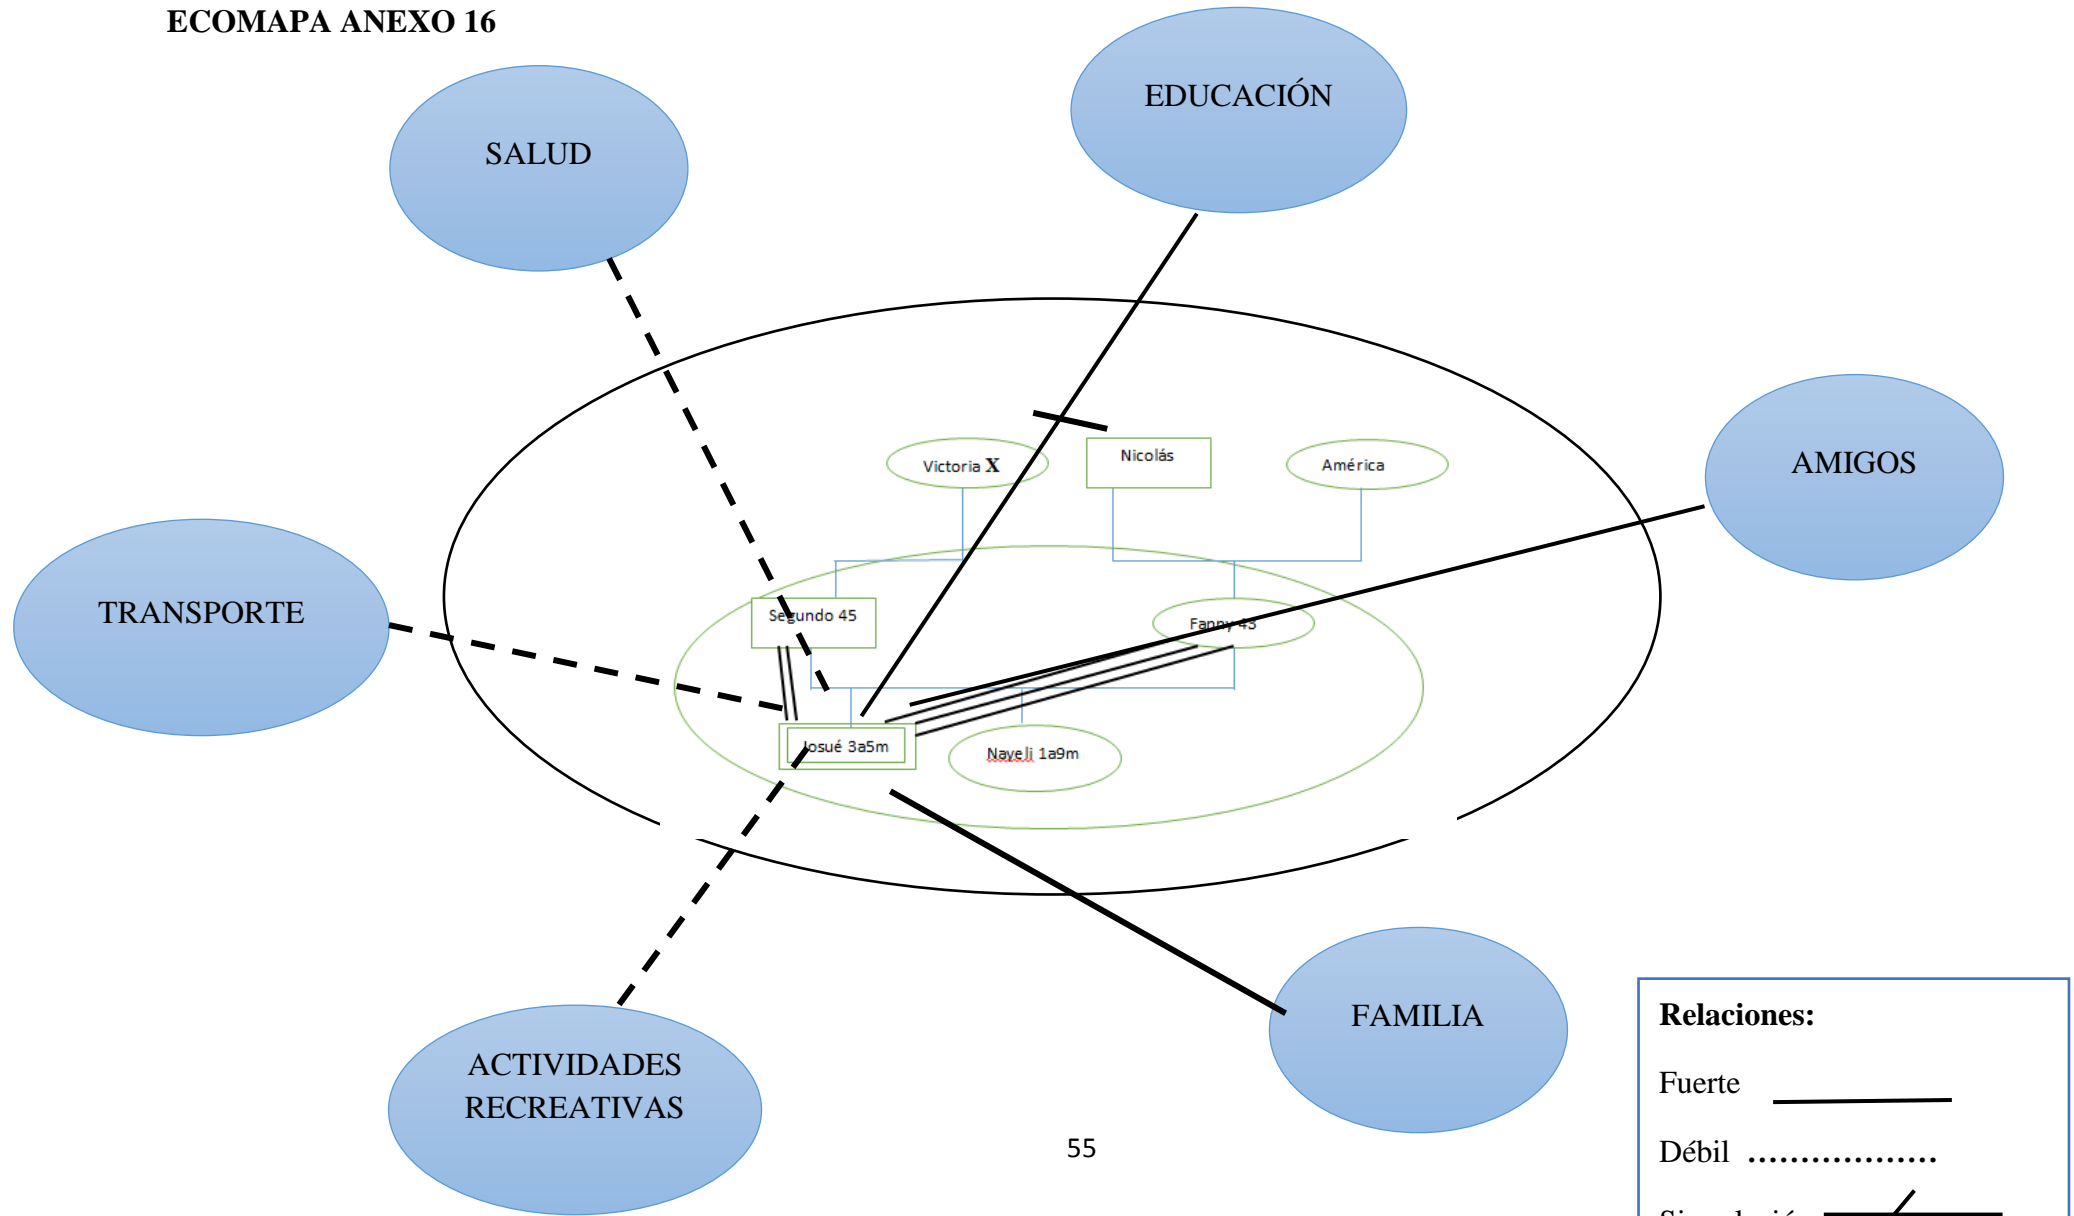 ECOMAPA ANEXO 16
EDUCACIÓN
SALUD
AMIGOS
Victoria X
Nicolás
América
TRANSPORTE
Segundo 45
Fanny 43
Josué 3a5m
Nayeli 1a9m
FAMILIA
ACTIVIDADES
RECREATIVAS
Relaciones:
Fuerte
Débil ..................
55